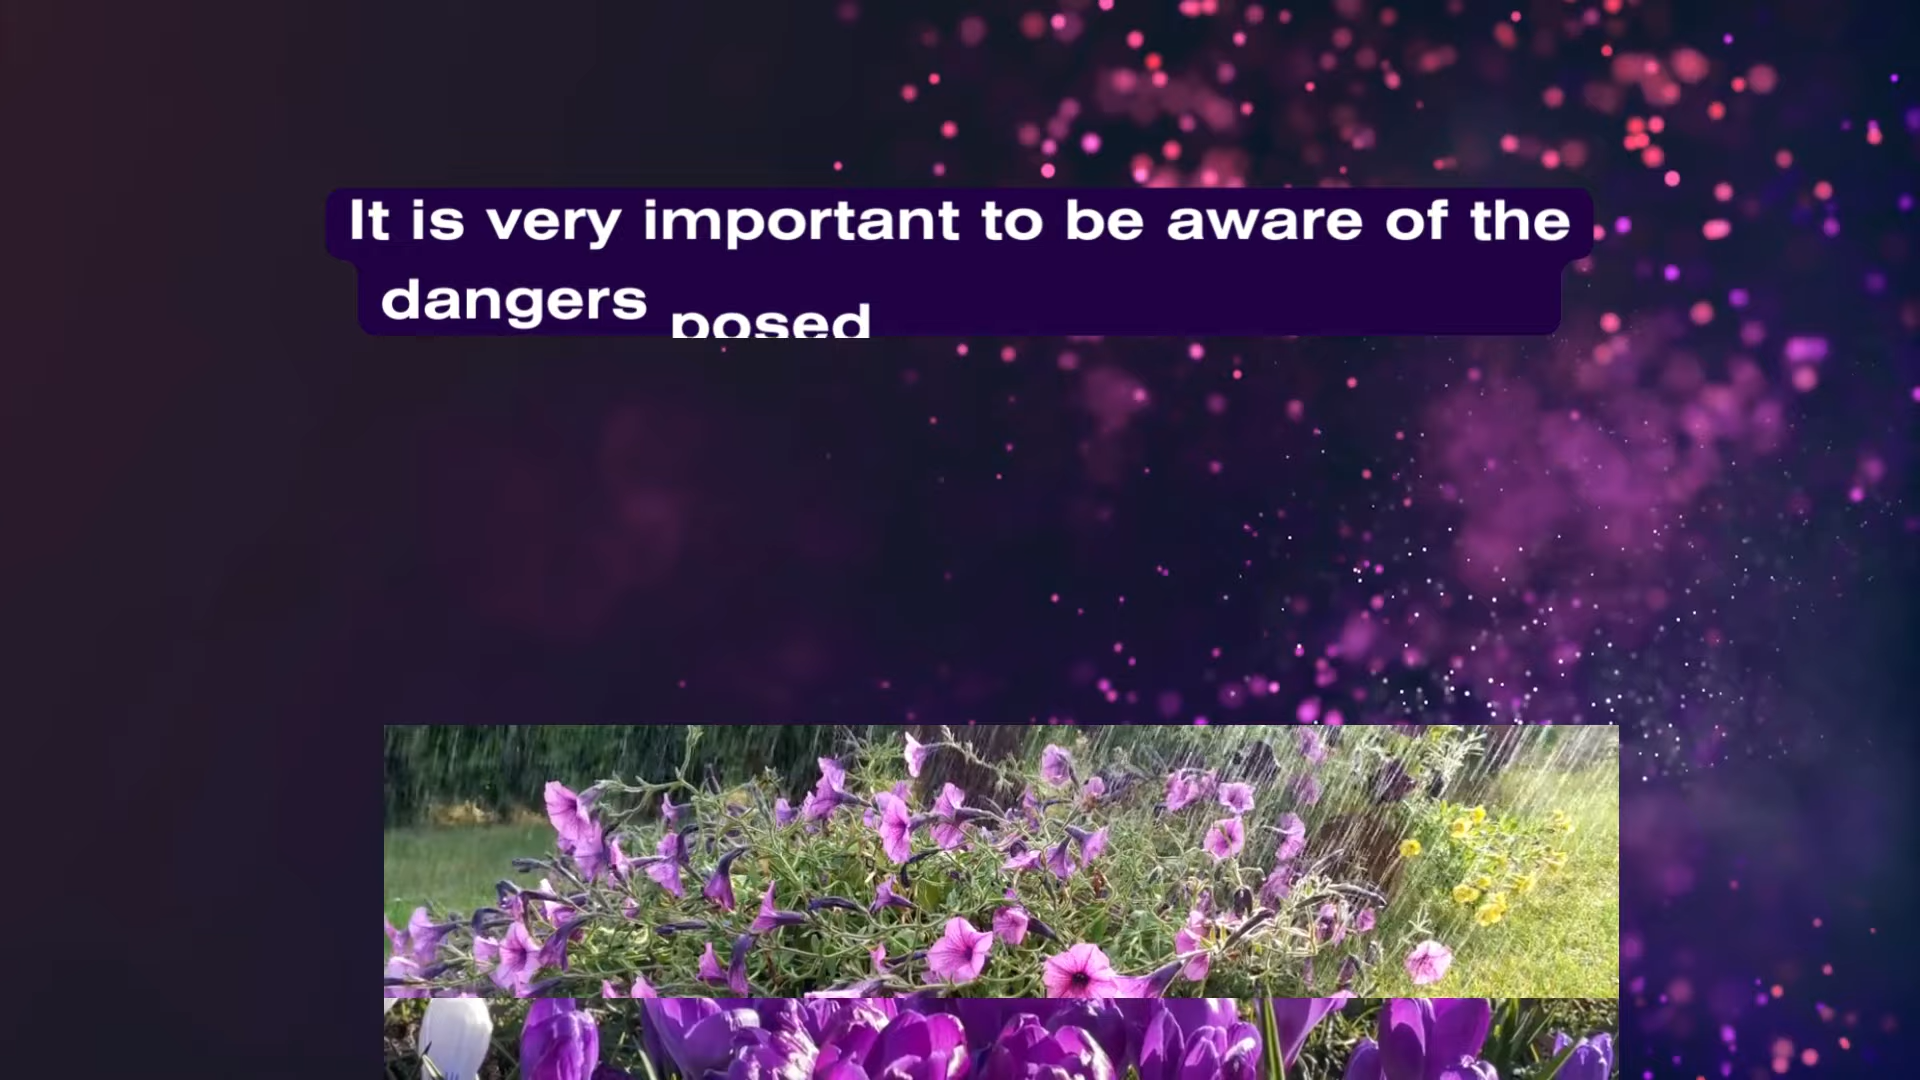 It is very important to be aware of the
dangers posed